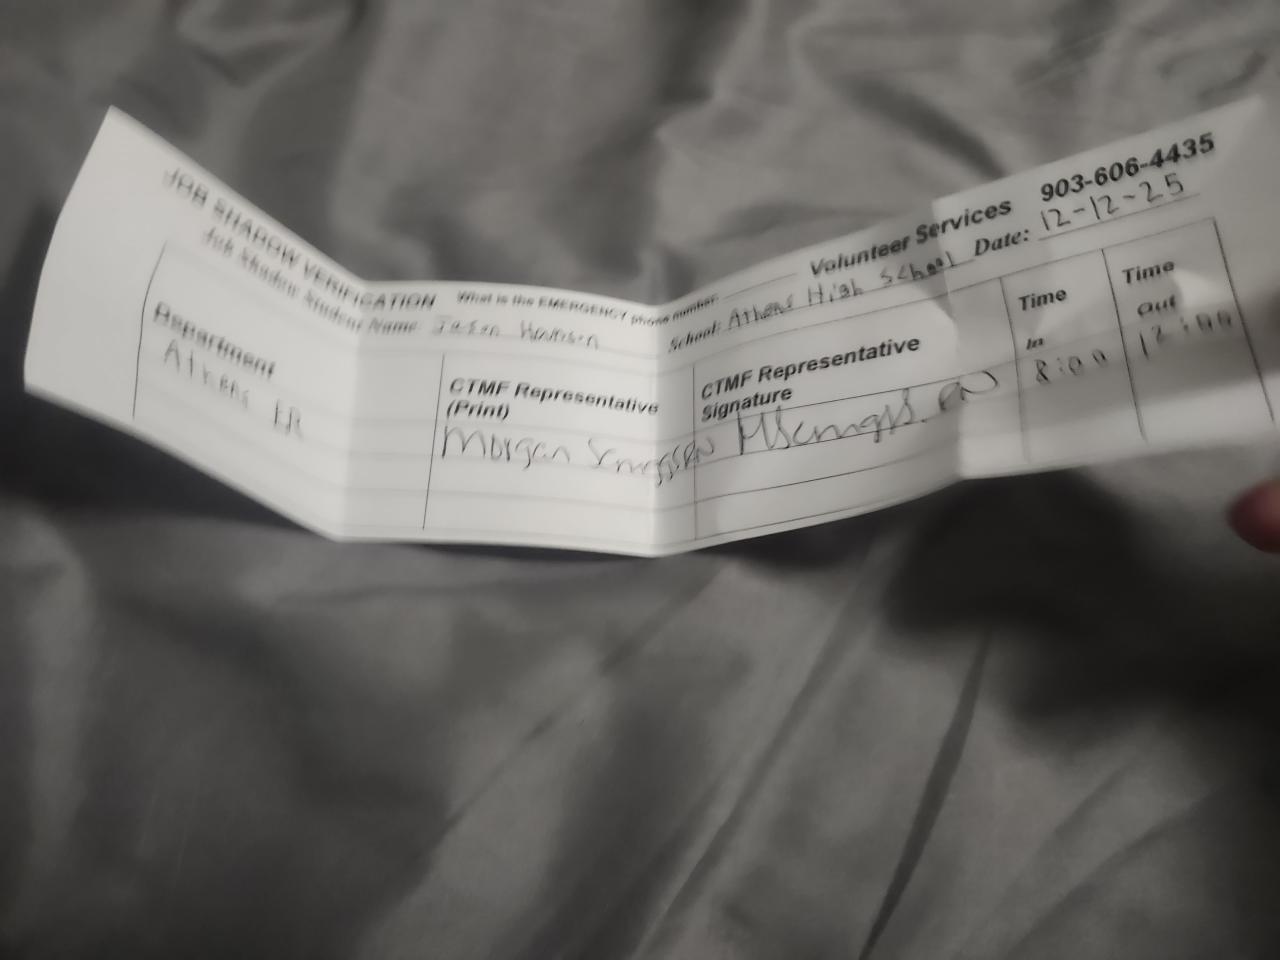 JOB SHADOW VERIFICATION What is the EMERGENCY phone number: Volunteer Services 903-606-4435
Job Shadow Student Name: School: Athens High School Date: 12-12-25
Department CTMF Representative (Print) CTMF Representative Signature Time In Time Out
Athens ER Morgan 8:00 12:00